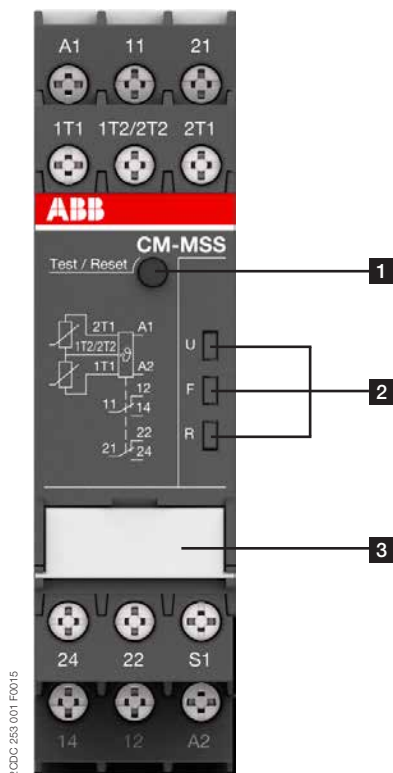 A1 11 21
1T1 1T2/2T2 2T1
ABB
CM-MSS
Test / Reset
1
2T1 A1
1T2/2T2 ϑ
1T1 A2
12
11 14
22
21 24
U
F
R
2
3
24 22 S1
14 12 A2
2CDC 253 001 F0015